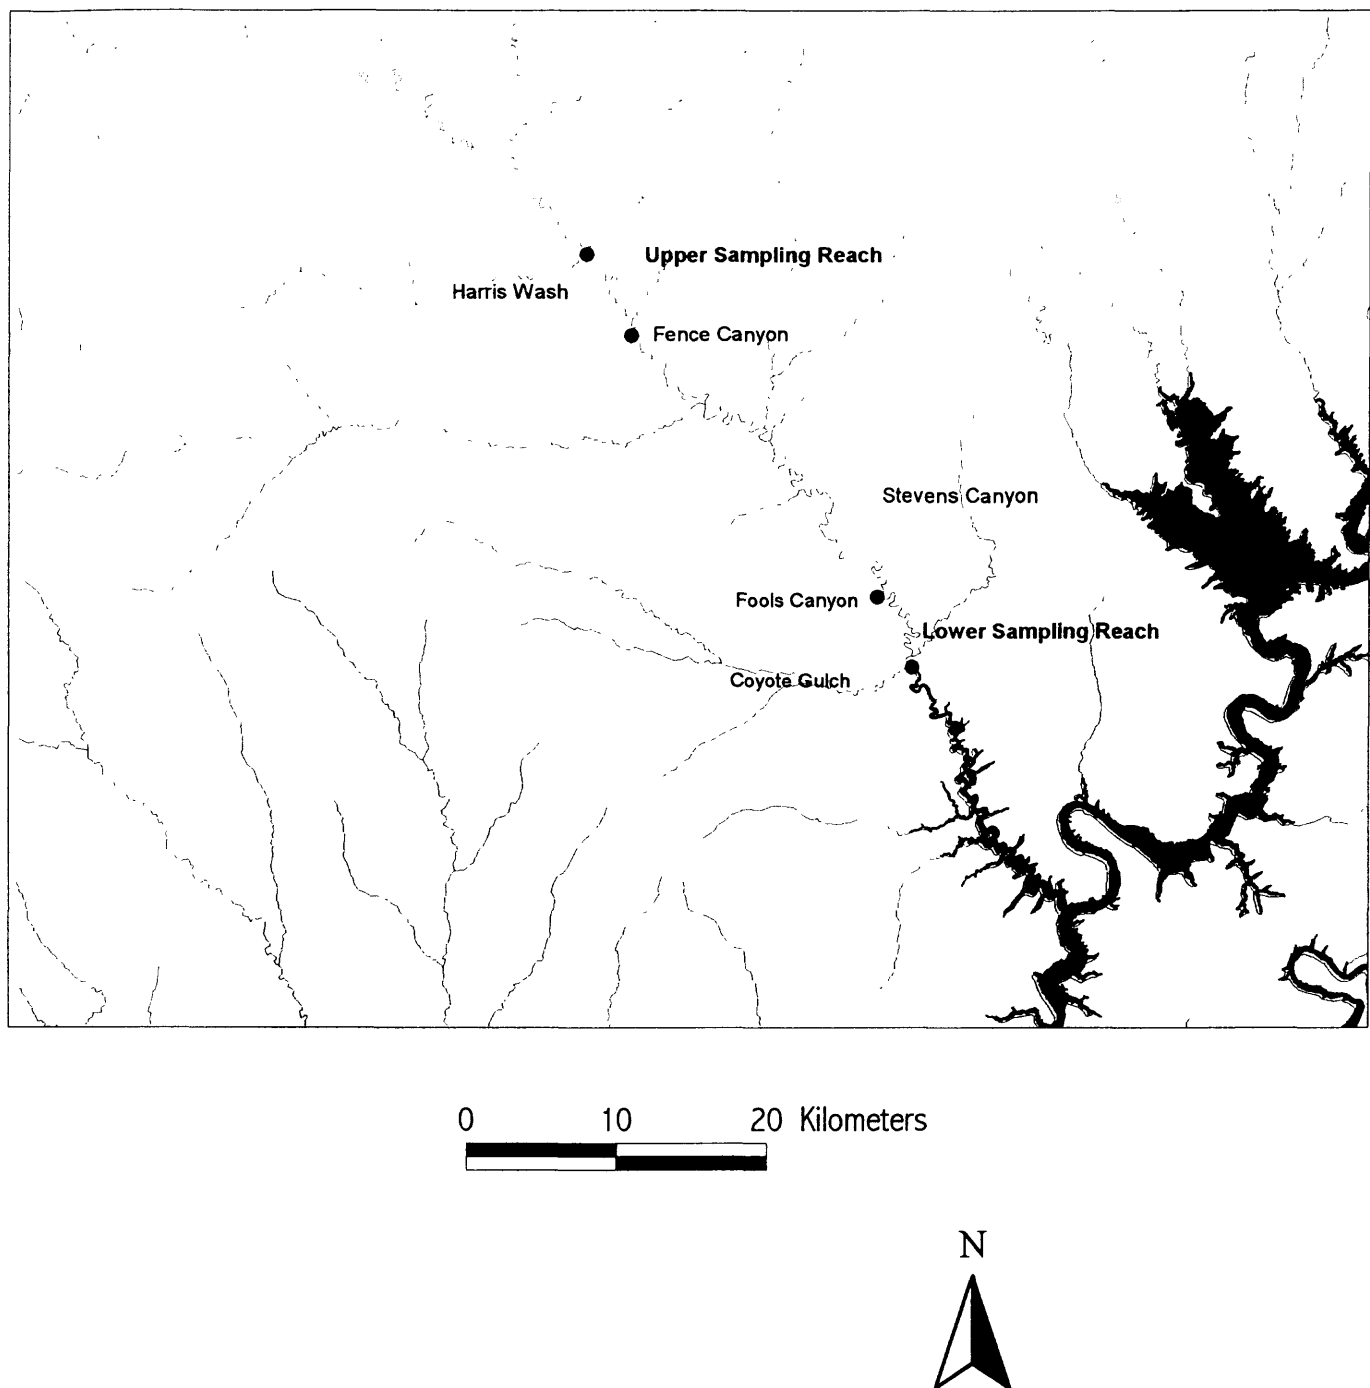 Upper Sampling Reach
Harris Wash
Fence Canyon
Stevens Canyon
Fools Canyon
Lower Sampling Reach
Coyote Gulch
0 10 20 Kilometers
N